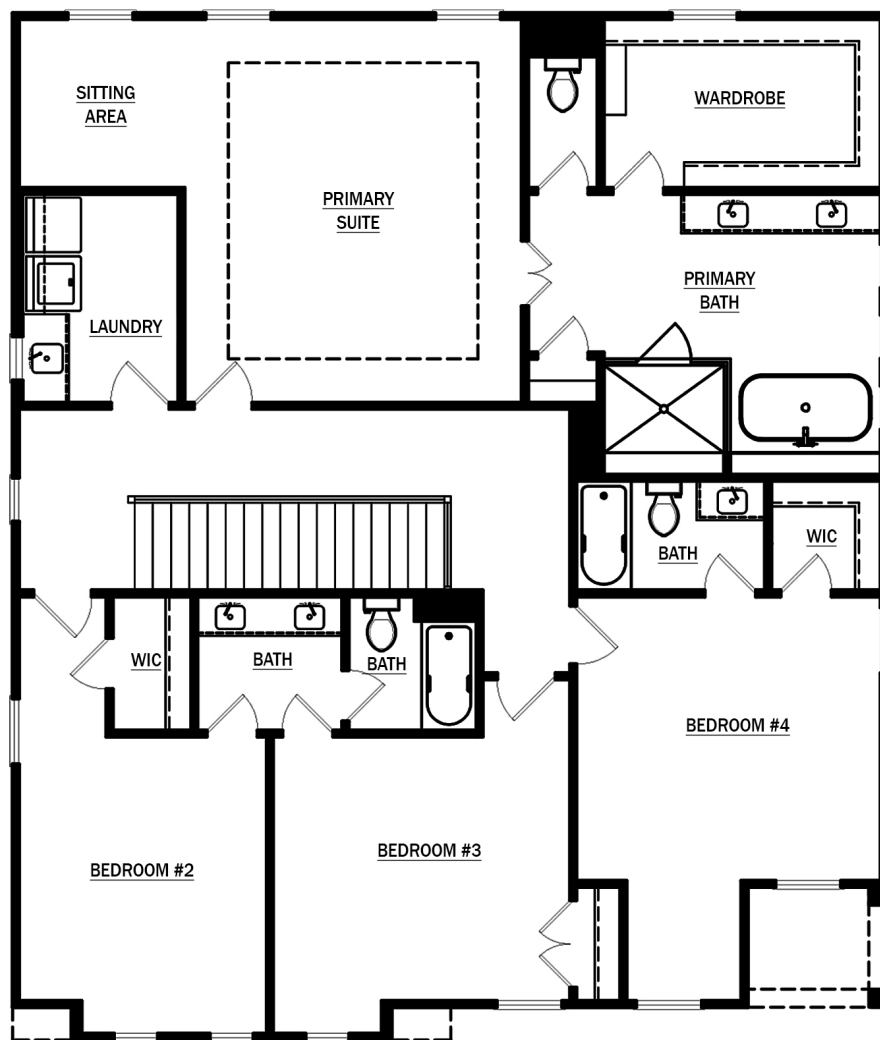 SITTING
AREA
WARDROBE
PRIMARY
SUITE
PRIMARY
BATH
LAUNDRY
BATH
WIC
WIC
BATH
BATH
BEDROOM #4
BEDROOM #3
BEDROOM #2